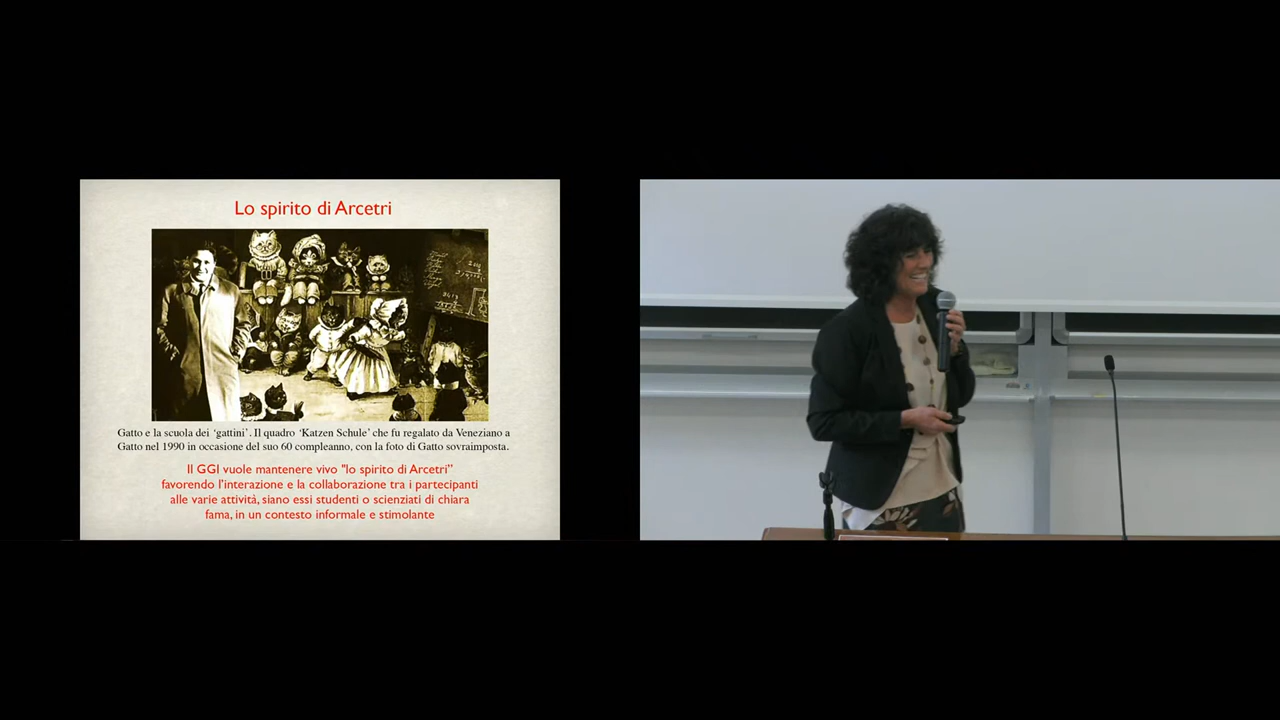 Lo spirito di Arcetri
Gatto e la scuola dei ‘gattini’. Il quadro ‘Katzen Schule’ che fu regalato da Veneziano a
Gatto nel 1990 in occasione del suo 60 compleanno, con la foto di Gatto sovraimposta.
Il GGI vuole mantenere vivo "lo spirito di Arcetri”
favorendo l’interazione e la collaborazione tra i partecipanti
alle varie attività, siano essi studenti o scienziati di chiara
fama, in un contesto informale e stimolante